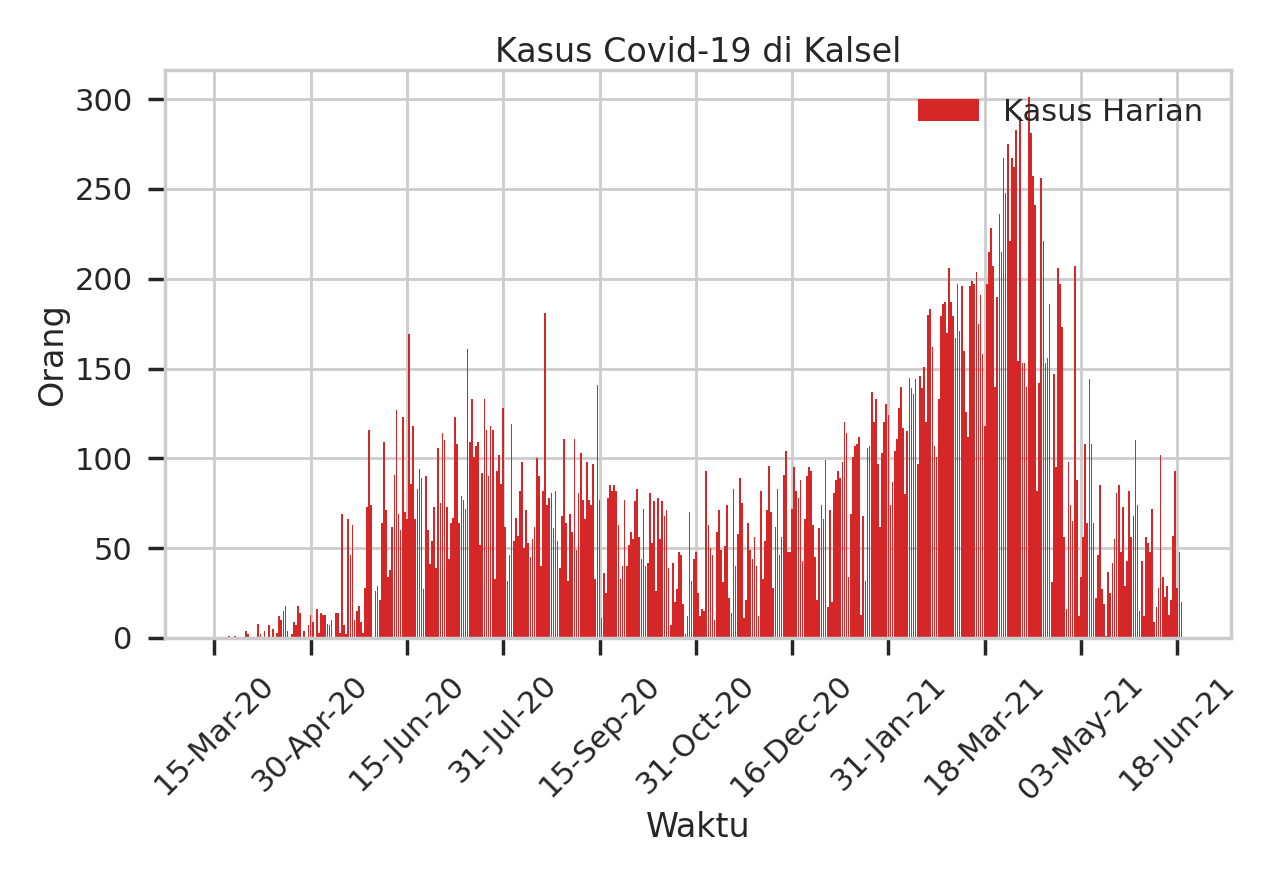 Kasus Covid-19 di Kalsel
Kasus Harian
Orang
300
250
200
150
100
50
0
15-Mar-20
30-Apr-20
15-Jun-20
31-Jul-20
15-Sep-20
31-Oct-20
16-Dec-20
31-Jan-21
18-Mar-21
03-May-21
18-Jun-21
Waktu